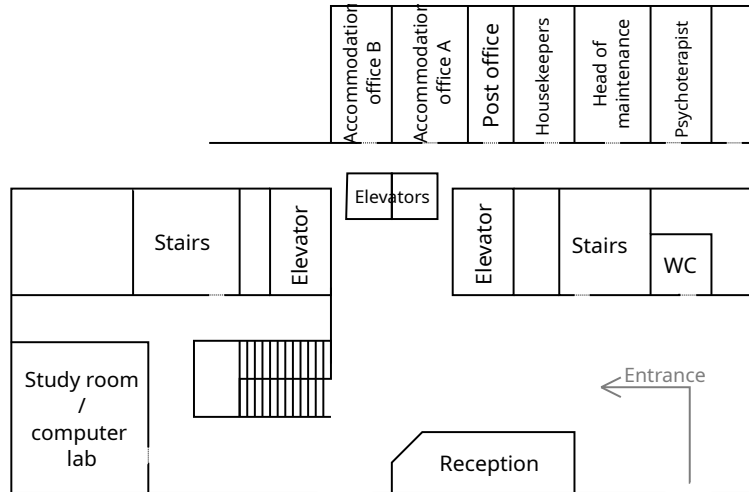 Accommodation
office B
Accommodation
office A
Post office
Housekeepers
Head of
maintenance
Psychoterapist
Elevators
Stairs
Elevator
Elevator
Stairs
WC
Study room
/
computer
lab
Entrance
Reception